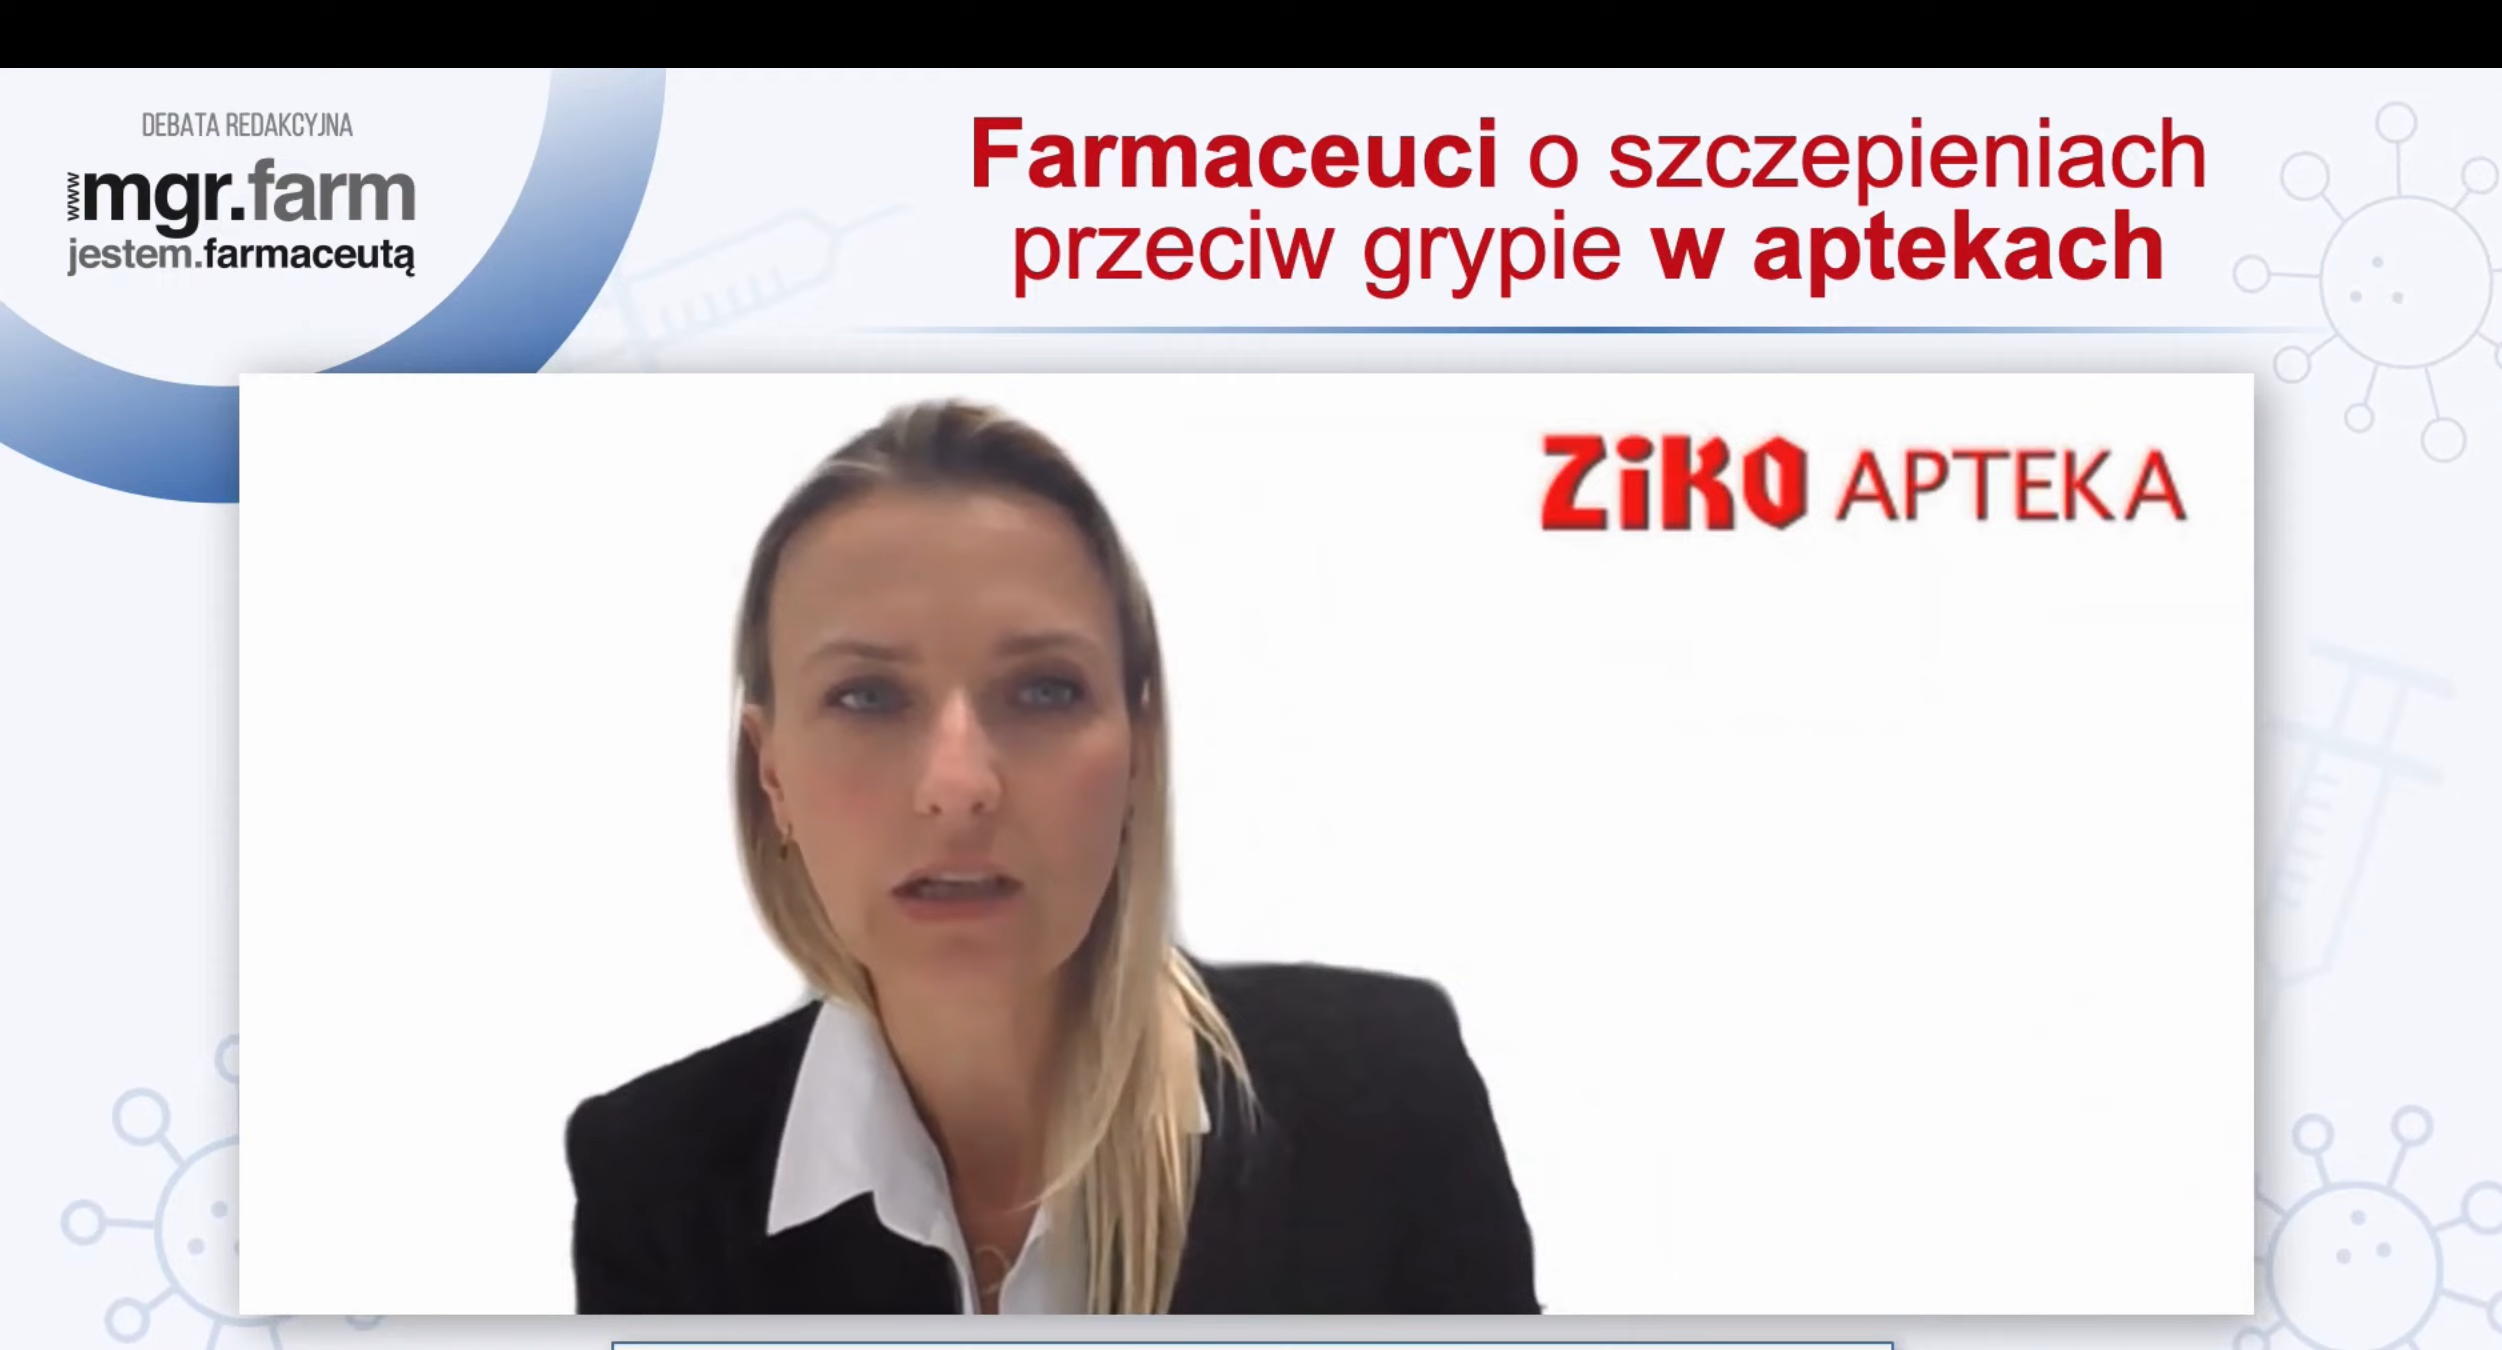 DEBATA REDAKCYJNA
www.mgr.farm
jestem.farmaceutą
Farmaceuci o szczepieniach
przeciw grypie w aptekach
ZiKO APTEKA